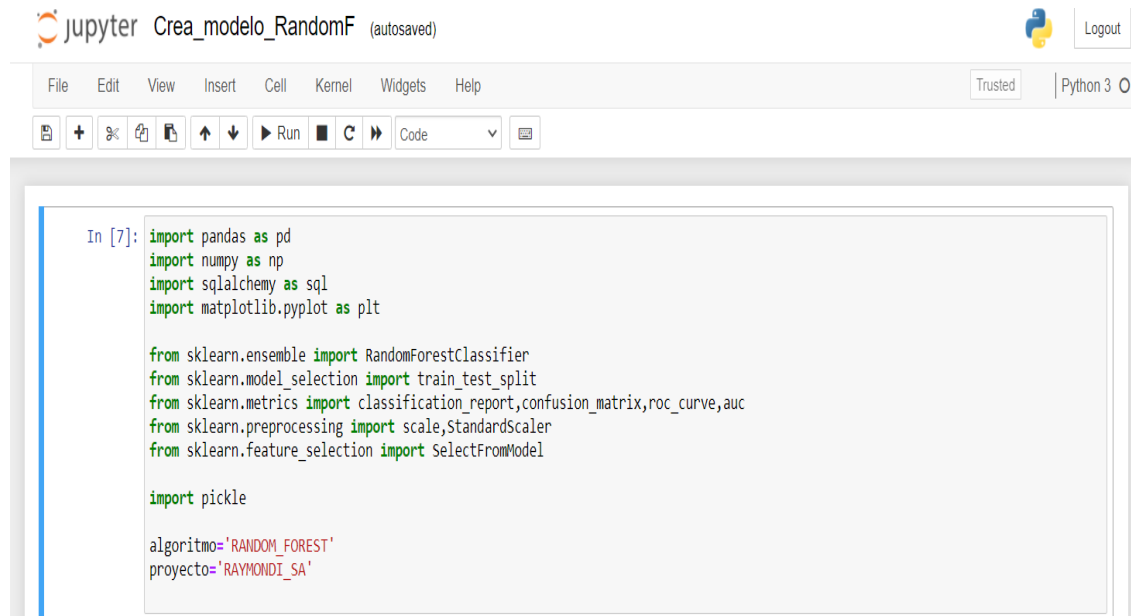 jupyter Crea_modelo_RandomF (autosaved) Logout
File Edit View Insert Cell Kernel Widgets Help Trusted Python 3
Run Code
In [7]: import pandas as pd
import numpy as np
import sqlalchemy as sql
import matplotlib.pyplot as plt
from sklearn.ensemble import RandomForestClassifier
from sklearn.model_selection import train_test_split
from sklearn.metrics import classification_report,confusion_matrix,roc_curve,auc
from sklearn.preprocessing import scale,StandardScaler
from sklearn.feature_selection import SelectFromModel
import pickle
algoritmo='RANDOM_FOREST'
proyecto='RAYMONDI_SA'